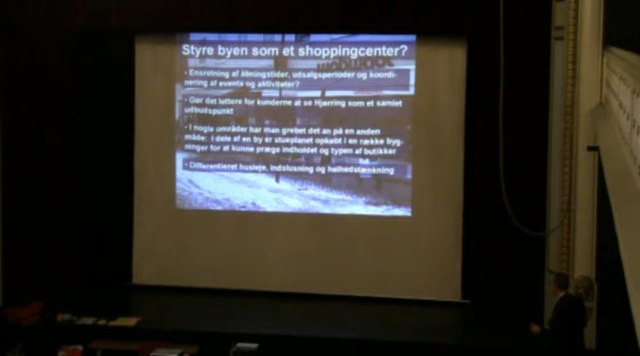 Styre byen som et shoppingcenter?
- Ensretning af åbningstider, udsalgsperioder og koordi-
nering af events og aktiviteter?
- Gør det lettere for kunderne at se Hjørring som et samlet
udbudspunkt
- I nogle områder har man grebet det an på en anden
måde: i dele af en by er stueplanet opkøbt i en række byg-
ninger for at kunne præge indholdet og typen af butikker
- Differentieret husleje, indslusning og helhedstænkning